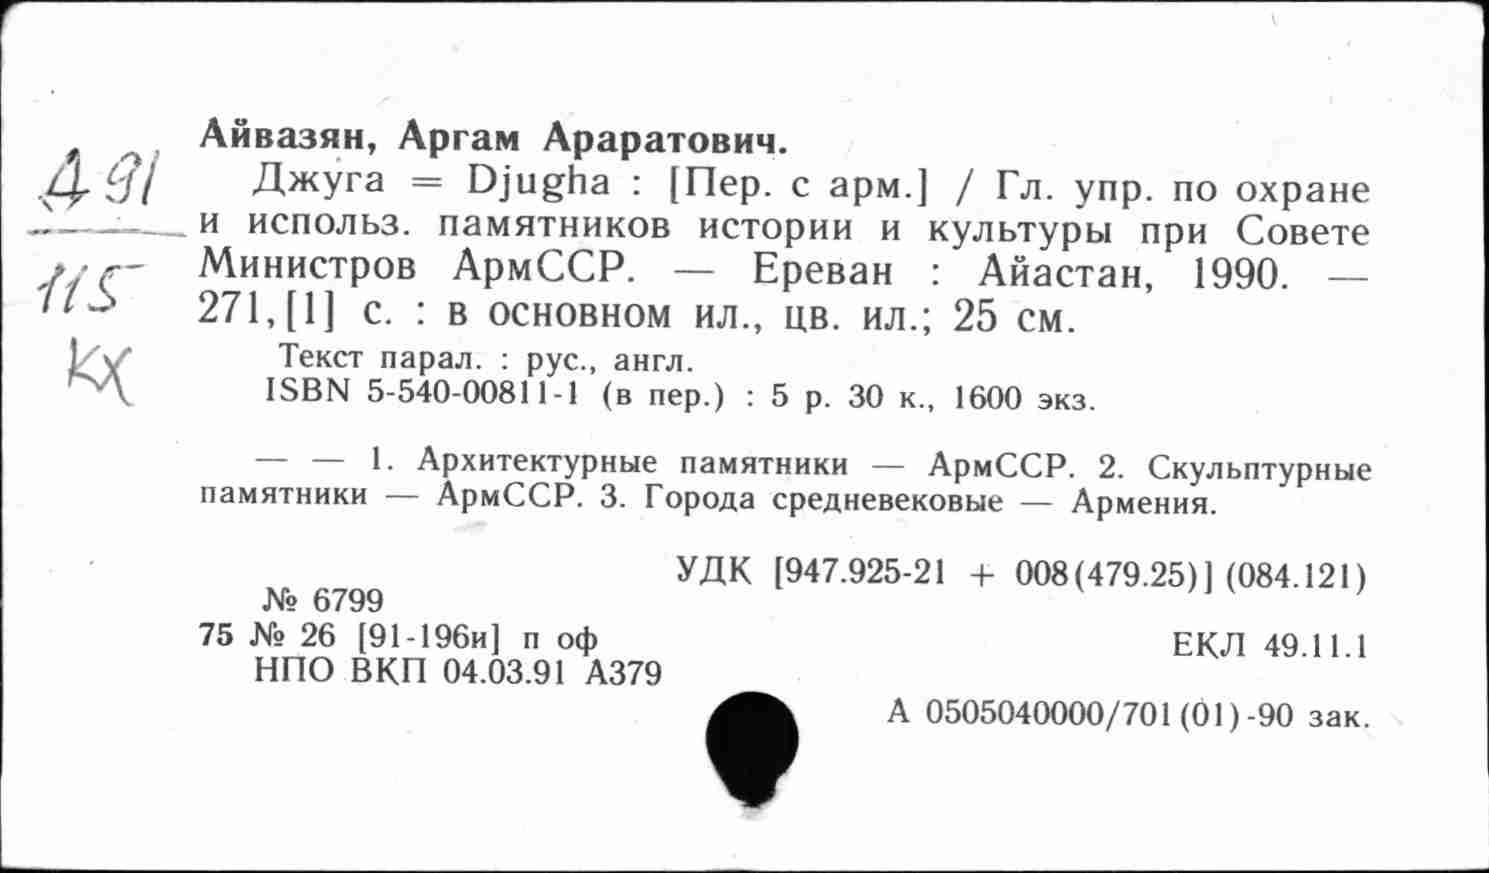 Айвазян, Аргам Араратович.
Д 91
Джуга = Djugha : [Пер. с арм.] / Гл. упр. по охране
и использ. памятников истории и культуры при Совете
115
Министров АрмССР. — Ереван : Айастан, 1990. —
271,[1] с. : в основном ил., цв. ил.; 25 см.
кх
Текст парал. : рус., англ.
ISBN 5-540-00811-1 (в пер.) : 5 р. 30 к., 1600 экз.
— — 1. Архитектурные памятники — АрмССР. 2. Скульптурные
памятники — АрмССР. 3. Города средневековые — Армения.
УДК [947.925-21 + 008(479.25)](084.121)
№ 6799
75 № 26 [91-196и] п оф
ЕКЛ 49.11.1
НПО ВКП 04.03.91 А379
А 0505040000/701(01)-90 зак.